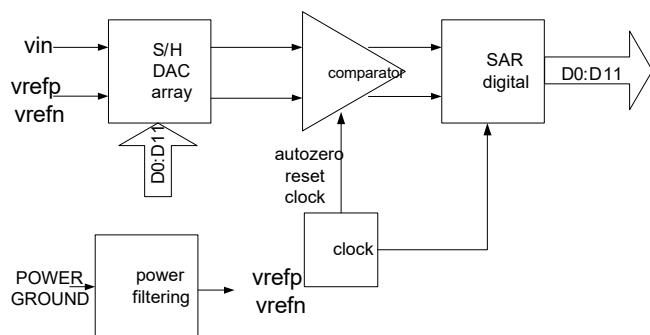 vin
vrefp
vrefn
S/H
DAC
array
D0:D11
comparator
autozero
reset
clock
SAR
digital
D0:D11
clock
POWER
GROUND
power
filtering
vrefp
vrefn